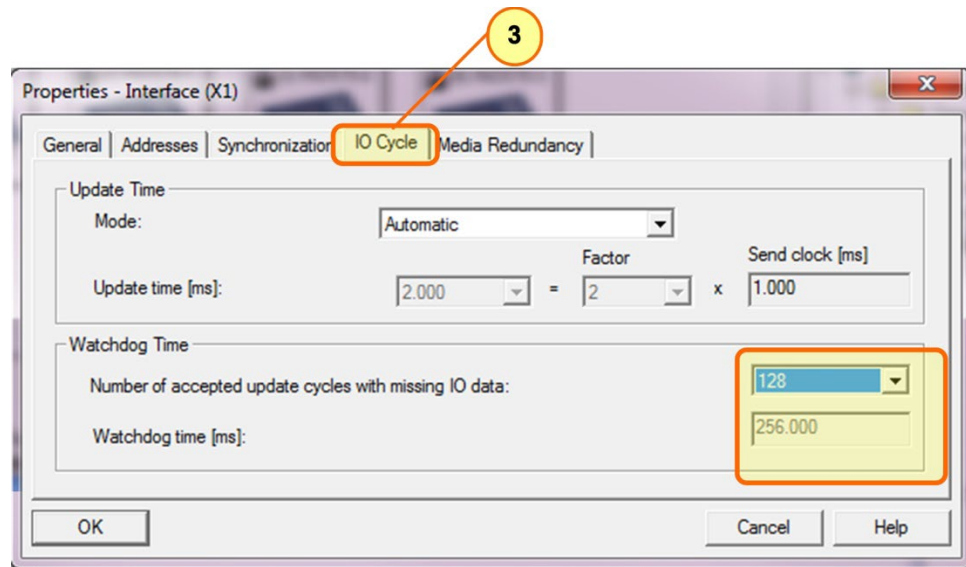 3
Properties - Interface (X1)
General Addresses Synchronization IO Cycle Media Redundancy
Update Time
Mode: Automatic
Factor Send clock [ms]
Update time [ms]: 2.000 = 2 x 1.000
Watchdog Time
Number of accepted update cycles with missing IO data: 128
Watchdog time [ms]: 256.000
OK Cancel Help